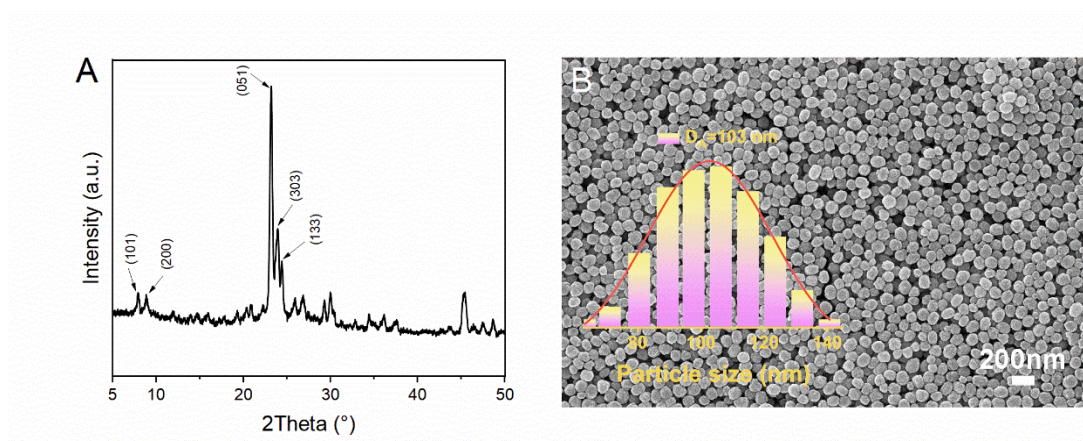 A
Intensity (a.u.)
(101)
(200)
(051)
(303)
(133)
5
10
20
30
40
50
2Theta (°)
B
=103 nm
80
100
120
140
Particle size (nm)
200nm